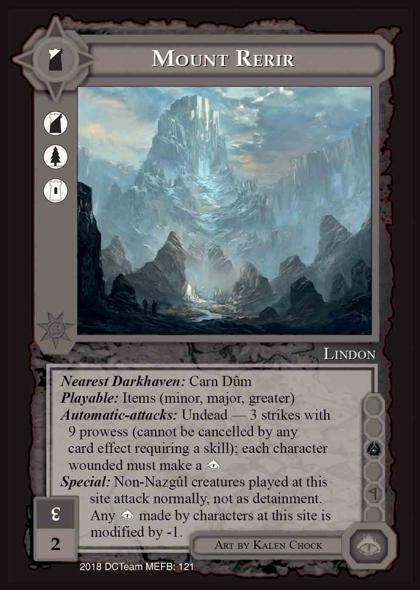 Mount Rerir
Lindon
Nearest Darkhaven: Carn Dûm
Playable: Items (minor, major, greater)
Automatic-attacks: Undead — 3 strikes with
9 prowess (cannot be cancelled by any
card effect requiring a skill); each character
wounded must make a
Special: Non-Nazgûl creatures played at this
site attack normally, not as detainment.
Any made by characters at this site is
modified by -1.
ε
2
Art by Kalen Chock
2018 DCTeam MEFB: 121